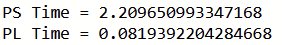 PS Time = 2.209650993347168
PL Time = 0.0819392204284668